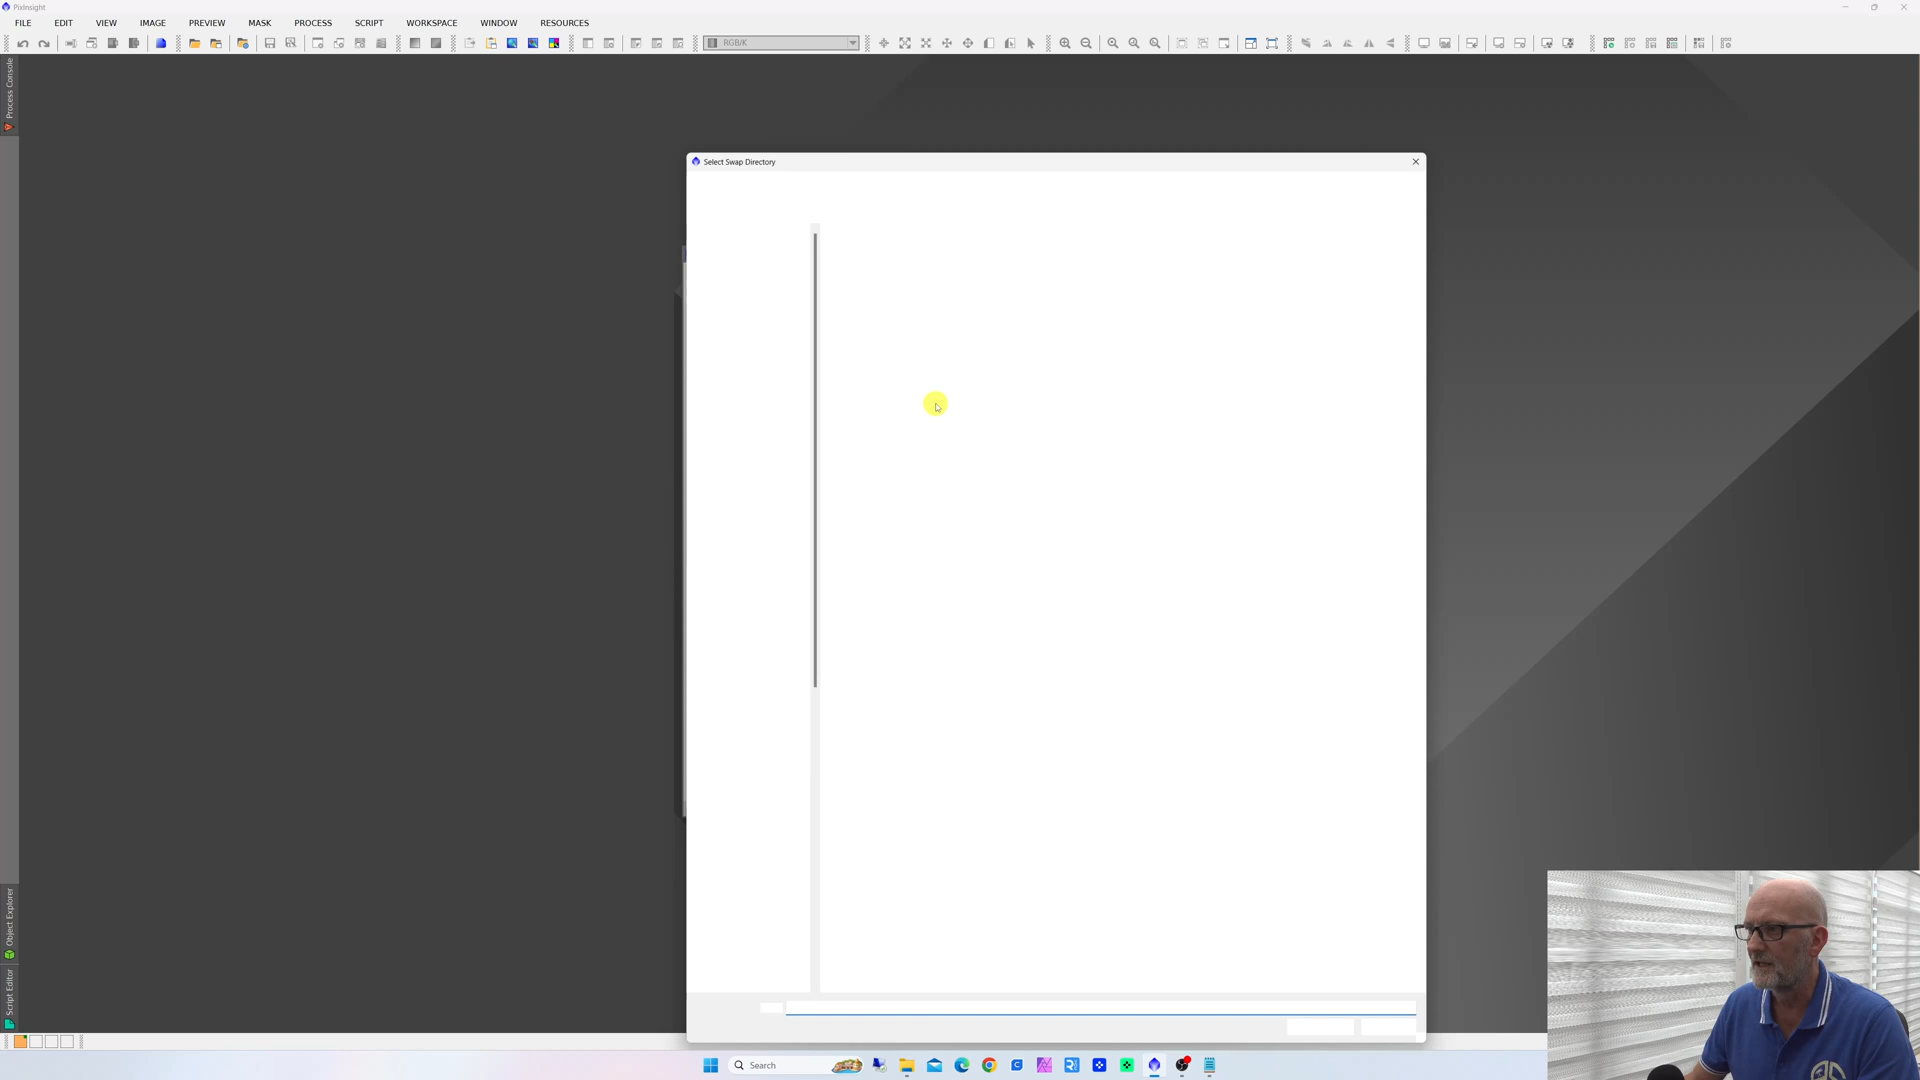 PixInsight
FILE EDIT VIEW IMAGE PREVIEW MASK PROCESS SCRIPT WORKSPACE WINDOW RESOURCES
RGB/K
Process Console
Select Swap Directory
Object Explorer
Script Editor
Search